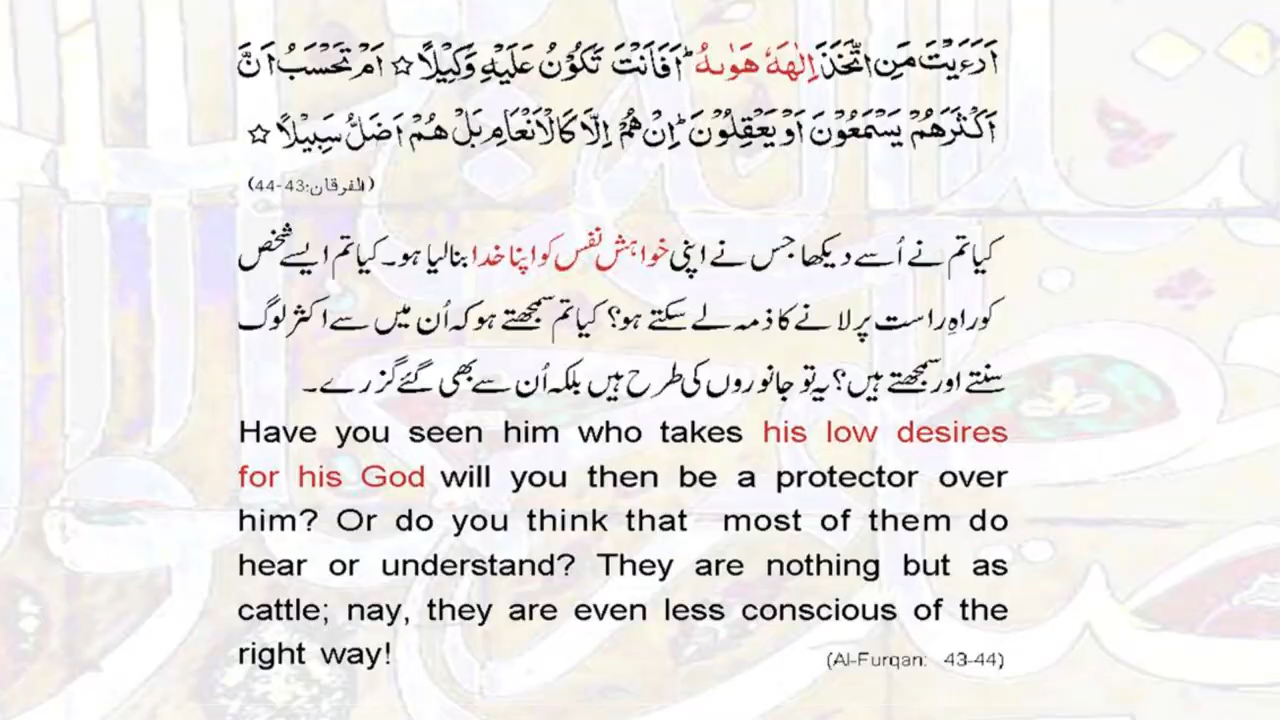 اَرَءَيْتَ مَنِ اتَّخَذَ اِلٰهَهٗ هَوٰىهُ ؕ اَفَاَنْتَ تَكُوْنُ عَلَيْهِ وَكِيْلًا ☆ اَمْ تَحْسَبُ اَنَّ
اَكْثَرَهُمْ يَسْمَعُوْنَ اَوْ يَعْقِلُوْنَ ؕ اِنْ هُمْ اِلَّا كَالْاَنْعَامِ بَلْ هُمْ اَضَلُّ سَبِيْلًا ☆
(الفرقان:43-44)
کیا تم نے اُسے دیکھا جس نے اپنی خواہش نفس کو اپنا خدا بنالیا ہو۔ کیا تم ایسے شخص
کو راہِ راست پر لانے کا ذمہ لے سکتے ہو؟ کیا تم سمجھتے ہو کہ اُن میں سے اکثر لوگ
سنتے اور سمجھتے ہیں؟ یہ تو جانوروں کی طرح ہیں بلکہ اُن سے بھی گئے گزرے۔
Have you seen him who takes his low desires
for his God will you then be a protector over
him? Or do you think that most of them do
hear or understand? They are nothing but as
cattle; nay, they are even less conscious of the
right way!
(Al-Furqan: 43-44)